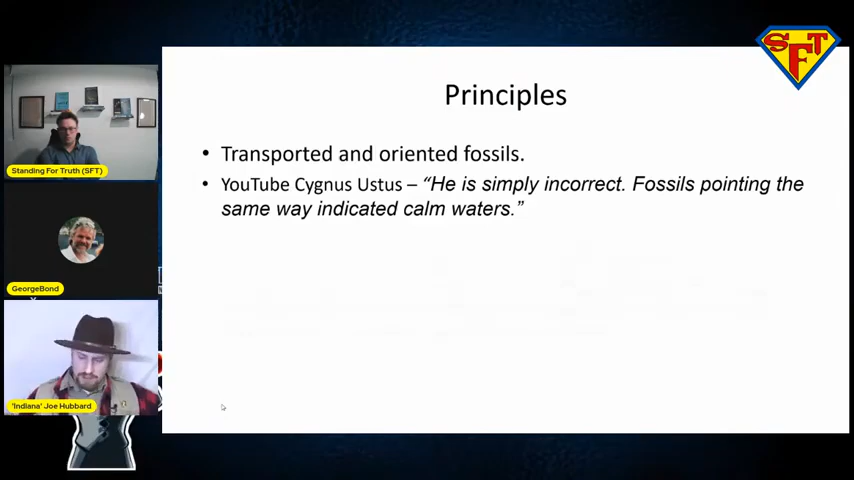 SFT
Principles
• Transported and oriented fossils.
• YouTube Cygnus Ustus – “He is simply incorrect. Fossils pointing the
same way indicated calm waters.”
Standing For Truth (SFT)
GeorgeBond
'Indiana' Joe Hubbard